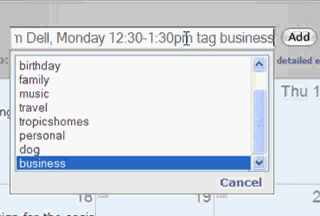 m Dell, Monday 12:30-1:30pm tag business
Add
detailed e
birthday
family
music
travel
tropicshomes
personal
dog
business
Thu 1
Cancel
18
19